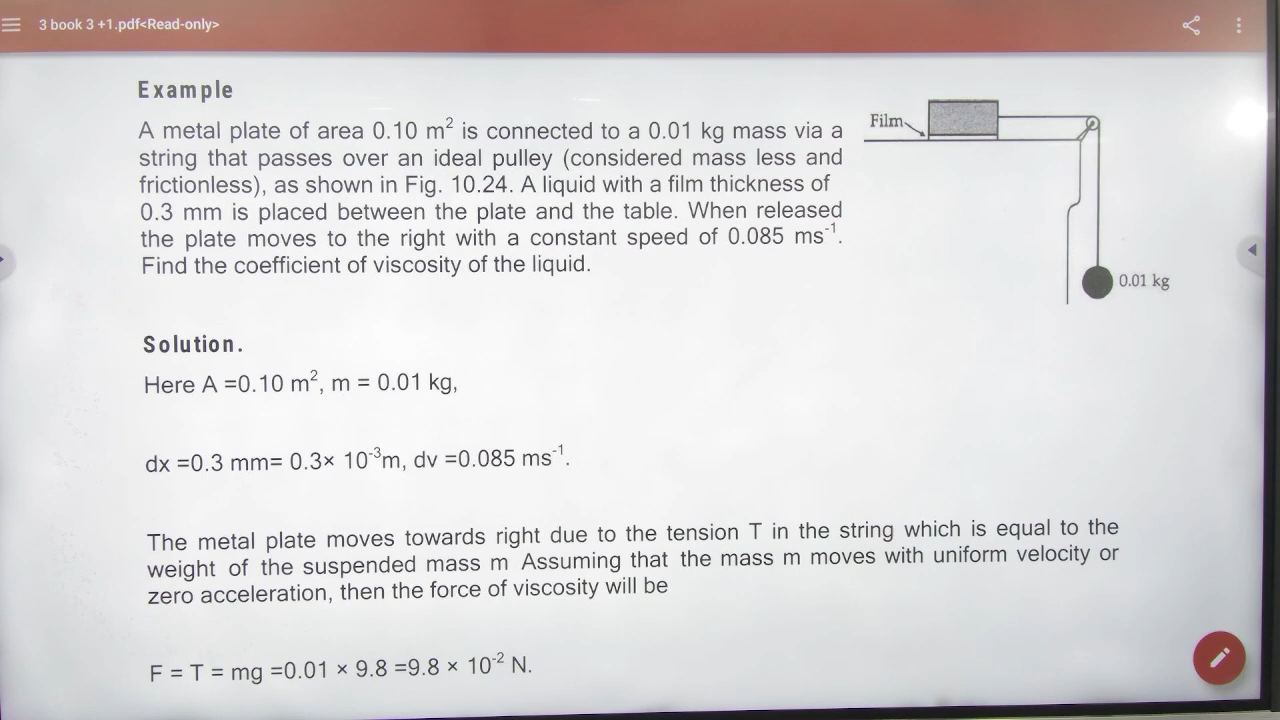 3 book 3 +1.pdf<Read-only>
Example
A metal plate of area 0.10 m² is connected to a 0.01 kg mass via a
string that passes over an ideal pulley (considered mass less and
frictionless), as shown in Fig. 10.24. A liquid with a film thickness of
0.3 mm is placed between the plate and the table. When released
the plate moves to the right with a constant speed of 0.085 ms⁻¹.
Find the coefficient of viscosity of the liquid.
Film
0.01 kg
Solution.
Here A =0.10 m², m = 0.01 kg,
dx =0.3 mm= 0.3× 10⁻³m, dv =0.085 ms⁻¹.
The metal plate moves towards right due to the tension T in the string which is equal to the
weight of the suspended mass m Assuming that the mass m moves with uniform velocity or
zero acceleration, then the force of viscosity will be
F = T = mg =0.01 × 9.8 =9.8 × 10⁻² N.